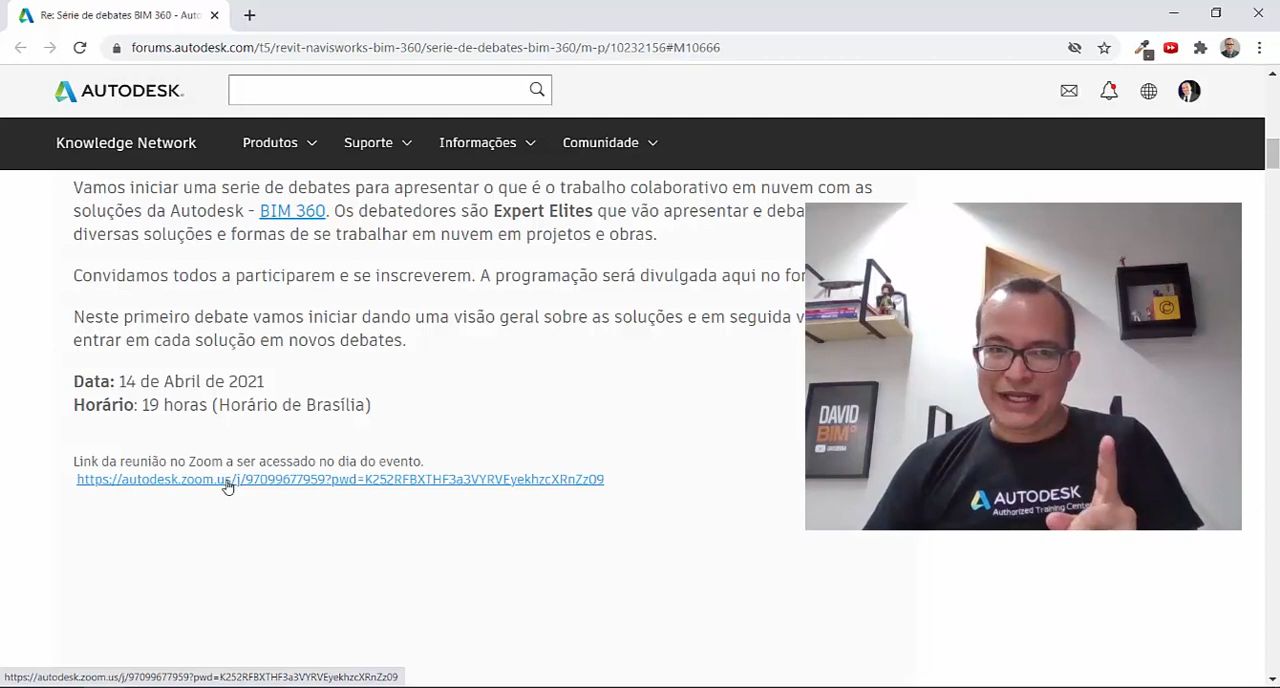 Re: Série de debates BIM 360 - Auto
forums.autodesk.com/t5/revit-navisworks-bim-360/serie-de-debates-bim-360/m-p/10232156#M10666
AUTODESK.
Knowledge Network Produtos Suporte Informações Comunidade
Vamos iniciar uma serie de debates para apresentar o que é o trabalho colaborativo em nuvem com as
soluções da Autodesk - BIM 360. Os debatedores são Expert Elites que vão apresentar e deba
diversas soluções e formas de se trabalhar em nuvem em projetos e obras.
Convidamos todos a participarem e se inscreverem. A programação será divulgada aqui no for
Neste primeiro debate vamos iniciar dando uma visão geral sobre as soluções e em seguida v
entrar em cada solução em novos debates.
Data: 14 de Abril de 2021
Horário: 19 horas (Horário de Brasília)
Link da reunião no Zoom a ser acessado no dia do evento.
https://autodesk.zoom.us/j/97099677959?pwd=K252RFBXTHF3a3VYRVEyekhzcXRnZz09
DAVID
BIM
AUTODESK
Authorized Training Cente
https://autodesk.zoom.us/j/97099677959?pwd=K252RFBXTHF3a3VYRVEyekhzcXRnZz09